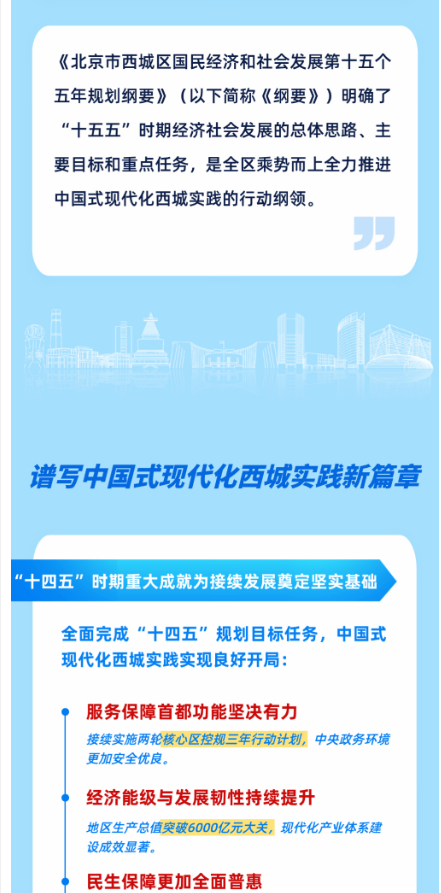 《北京市西城区国民经济和社会发展第十五个
五年规划纲要》（以下简称《纲要》）明确了
“十五五”时期经济社会发展的总体思路、主
要目标和重点任务，是全区乘势而上全力推进
中国式现代化西城实践的行动纲领。
谱写中国式现代化西城实践新篇章
“十四五”时期重大成就为接续发展奠定坚实基础
全面完成“十四五”规划目标任务，中国式
现代化西城实践实现良好开局：
服务保障首都功能坚决有力
接续实施两轮核心区控规三年行动计划，中央政务环境
更加安全优良。
经济能级与发展韧性持续提升
地区生产总值突破6000亿元大关，现代化产业体系建
设成效显著。
民生保障更加全面普惠